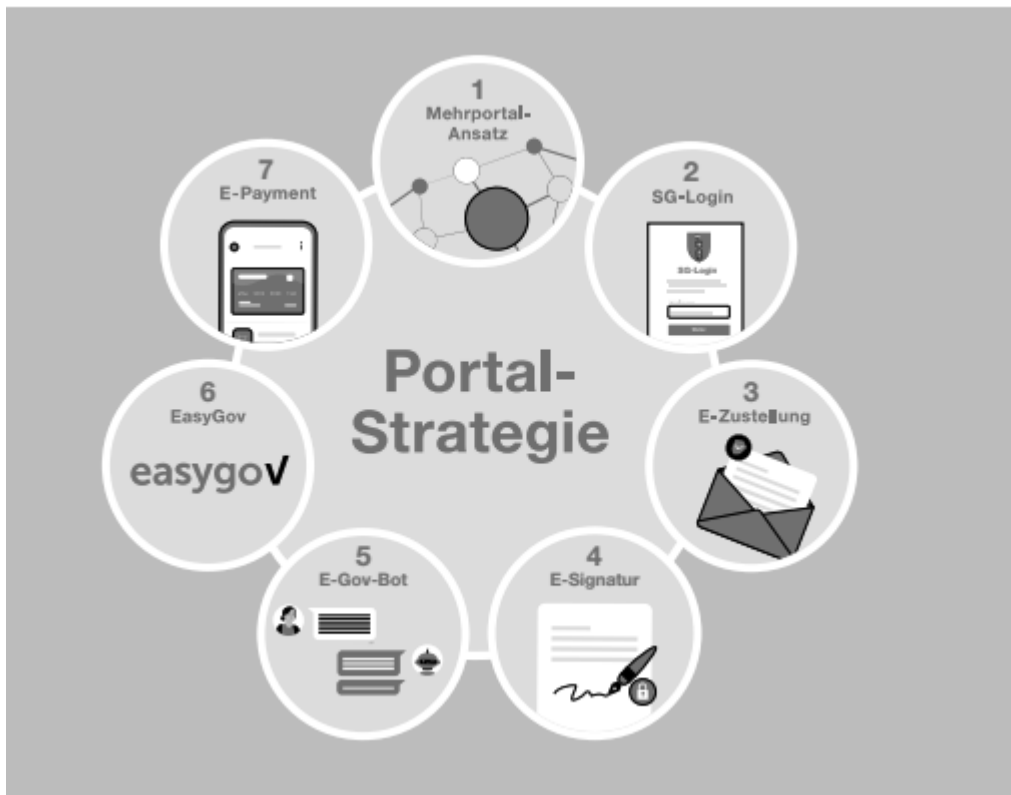 1
Mehrportal-
Ansatz
2
SG-Login
SG-Login
3
E-Zustellung
4
E-Signatur
5
E-Gov-Bot
6
EasyGov
easygov
7
E-Payment
Portal-
Strategie